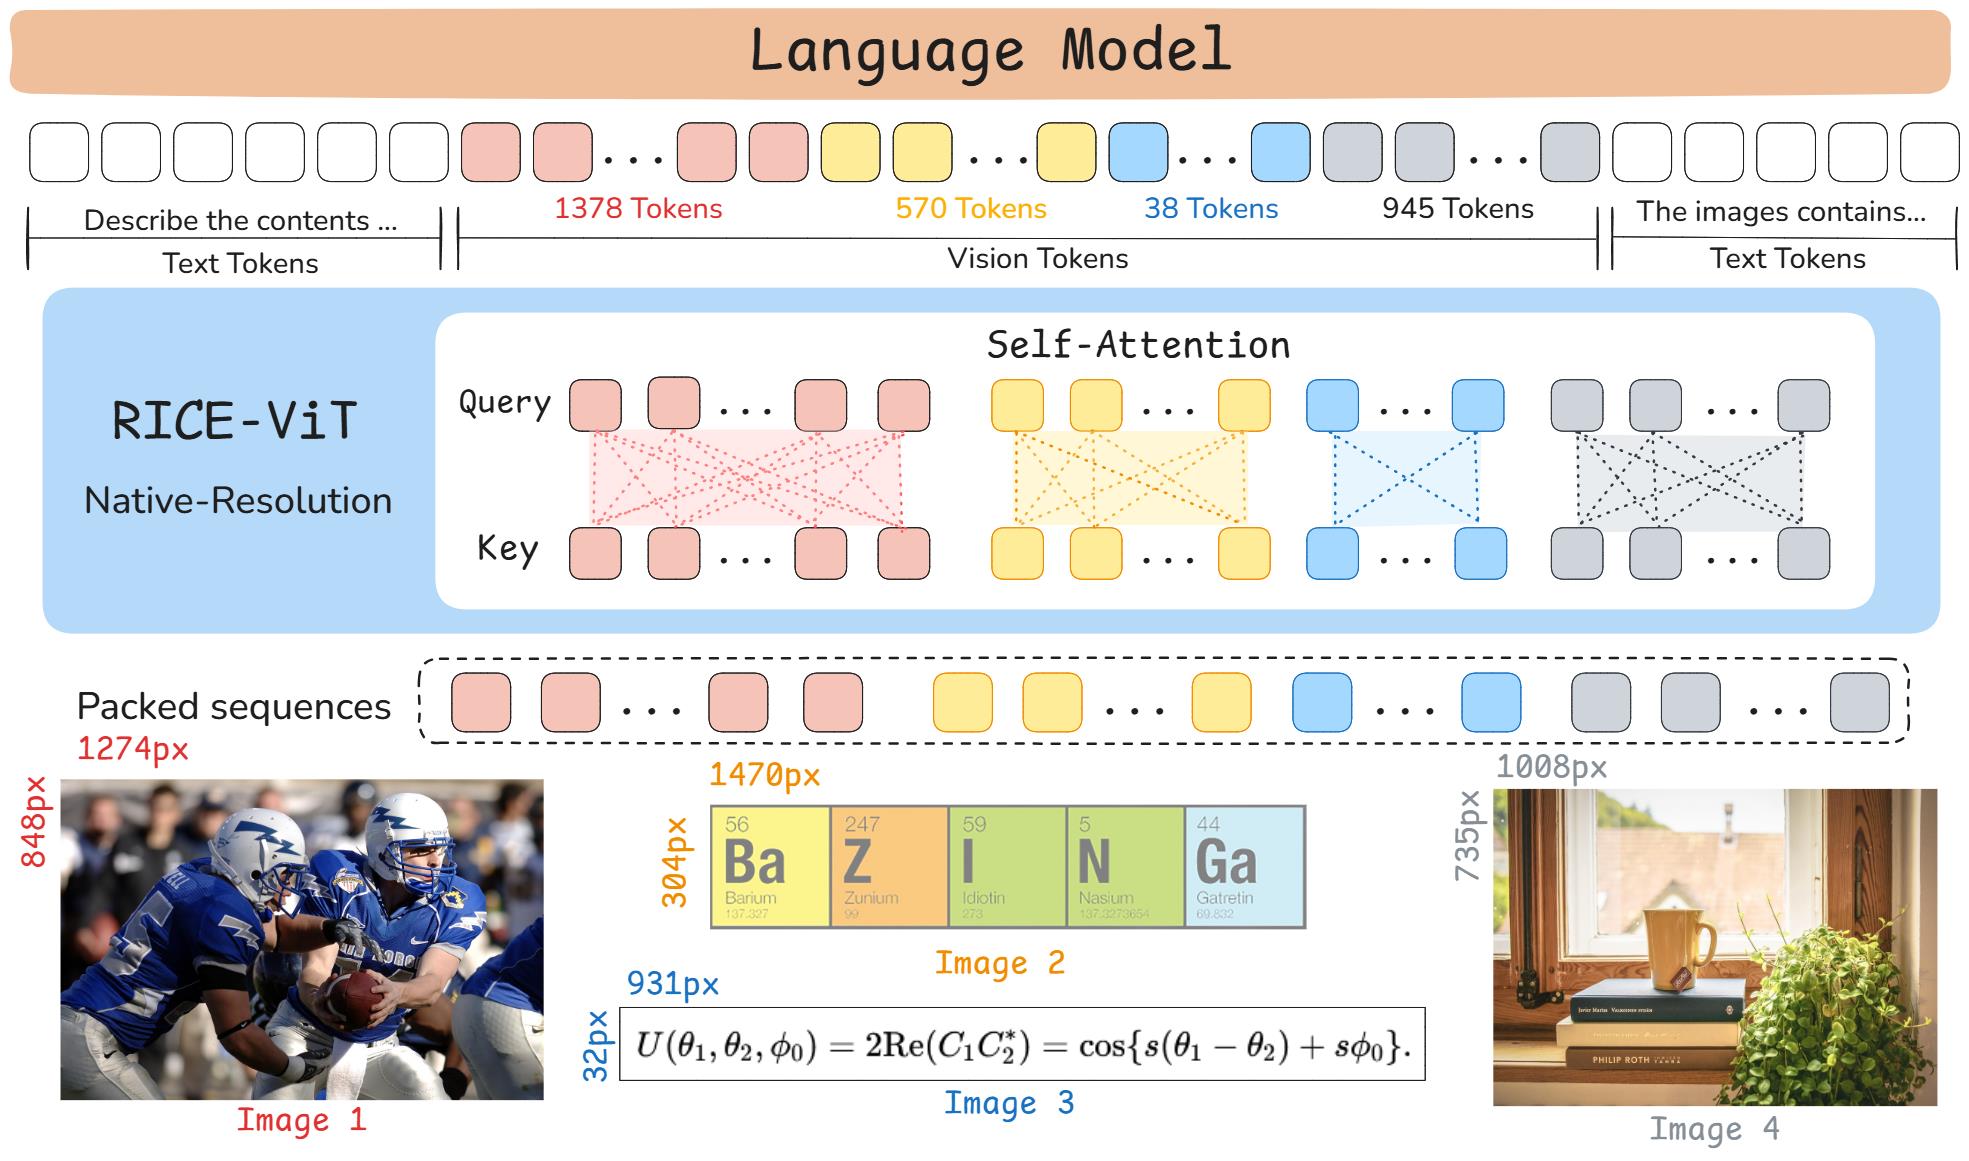 Language Model
1378 Tokens
570 Tokens
38 Tokens
945 Tokens
Describe the contents ...
The images contains...
Text Tokens
Vision Tokens
Text Tokens
Self-Attention
Query
RICE-ViT
Native-Resolution
Key
Packed sequences
1274px
848px
Image 1
1470px
304px
56
Ba
Barium
137.327
247
Z
Zunium
99
59
I
Idiotin
273
5
N
Nasium
137.3273654
44
Ga
Gatretin
69.832
Image 2
931px
32px
U(θ₁, θ₂, ϕ₀) = 2Re(C₁C₂*) = cos{s(θ₁ − θ₂) + sϕ₀}.
Image 3
1008px
735px
Javier Marías
PHILIP ROTH
Image 4